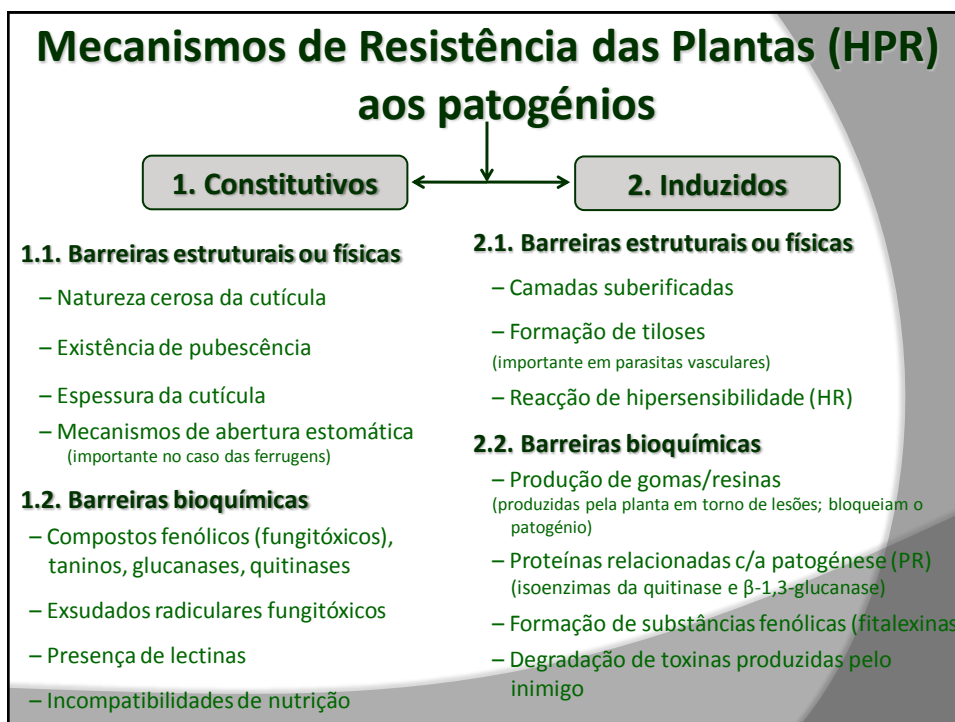 Mecanismos de Resistência das Plantas (HPR)
aos patogénios
1. Constitutivos
2. Induzidos
1.1. Barreiras estruturais ou físicas
– Natureza cerosa da cutícula
– Existência de pubescência
– Espessura da cutícula
– Mecanismos de abertura estomática
(importante no caso das ferrugens)
1.2. Barreiras bioquímicas
– Compostos fenólicos (fungitóxicos),
taninos, glucanases, quitinases
– Exsudados radiculares fungitóxicos
– Presença de lectinas
– Incompatibilidades de nutrição
2.1. Barreiras estruturais ou físicas
– Camadas suberificadas
– Formação de tiloses
(importante em parasitas vasculares)
– Reacção de hipersensibilidade (HR)
2.2. Barreiras bioquímicas
– Produção de gomas/resinas
(produzidas pela planta em torno de lesões; bloqueiam o
patogénio)
– Proteínas relacionadas c/a patogénese (PR)
(isoenzimas da quitinase e β-1,3-glucanase)
– Formação de substâncias fenólicas (fitalexinas
– Degradação de toxinas produzidas pelo
inimigo